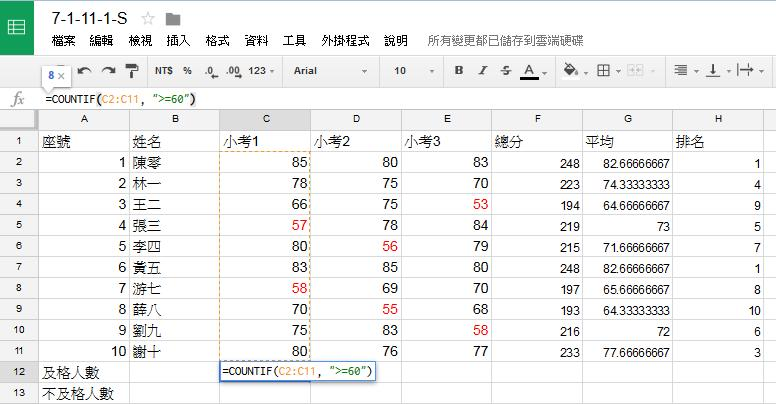 7-1-11-1-S
檔案 編輯 檢視 插入 格式 資料 工具 外掛程式 說明 所有變更都已儲存到雲端硬碟
8 × NT$ % .0 .00 123 Arial 10 B I S A
fx =COUNTIF(C2:C11, ">=60")
A B C D E F G H
1 座號 姓名 小考1 小考2 小考3 總分 平均 排名
2 1 陳零 85 80 83 248 82.66666667 1
3 2 林一 78 75 70 223 74.33333333 4
4 3 王二 66 75 53 194 64.66666667 9
5 4 張三 57 78 84 219 73 5
6 5 李四 80 56 79 215 71.66666667 7
7 6 黃五 83 85 80 248 82.66666667 1
8 7 游七 58 69 70 197 65.66666667 8
9 8 薛八 70 55 68 193 64.33333333 10
10 9 劉九 75 83 58 216 72 6
11 10 謝十 80 76 77 233 77.66666667 3
12 及格人數 =COUNTIF(C2:C11, ">=60")
13 不及格人數